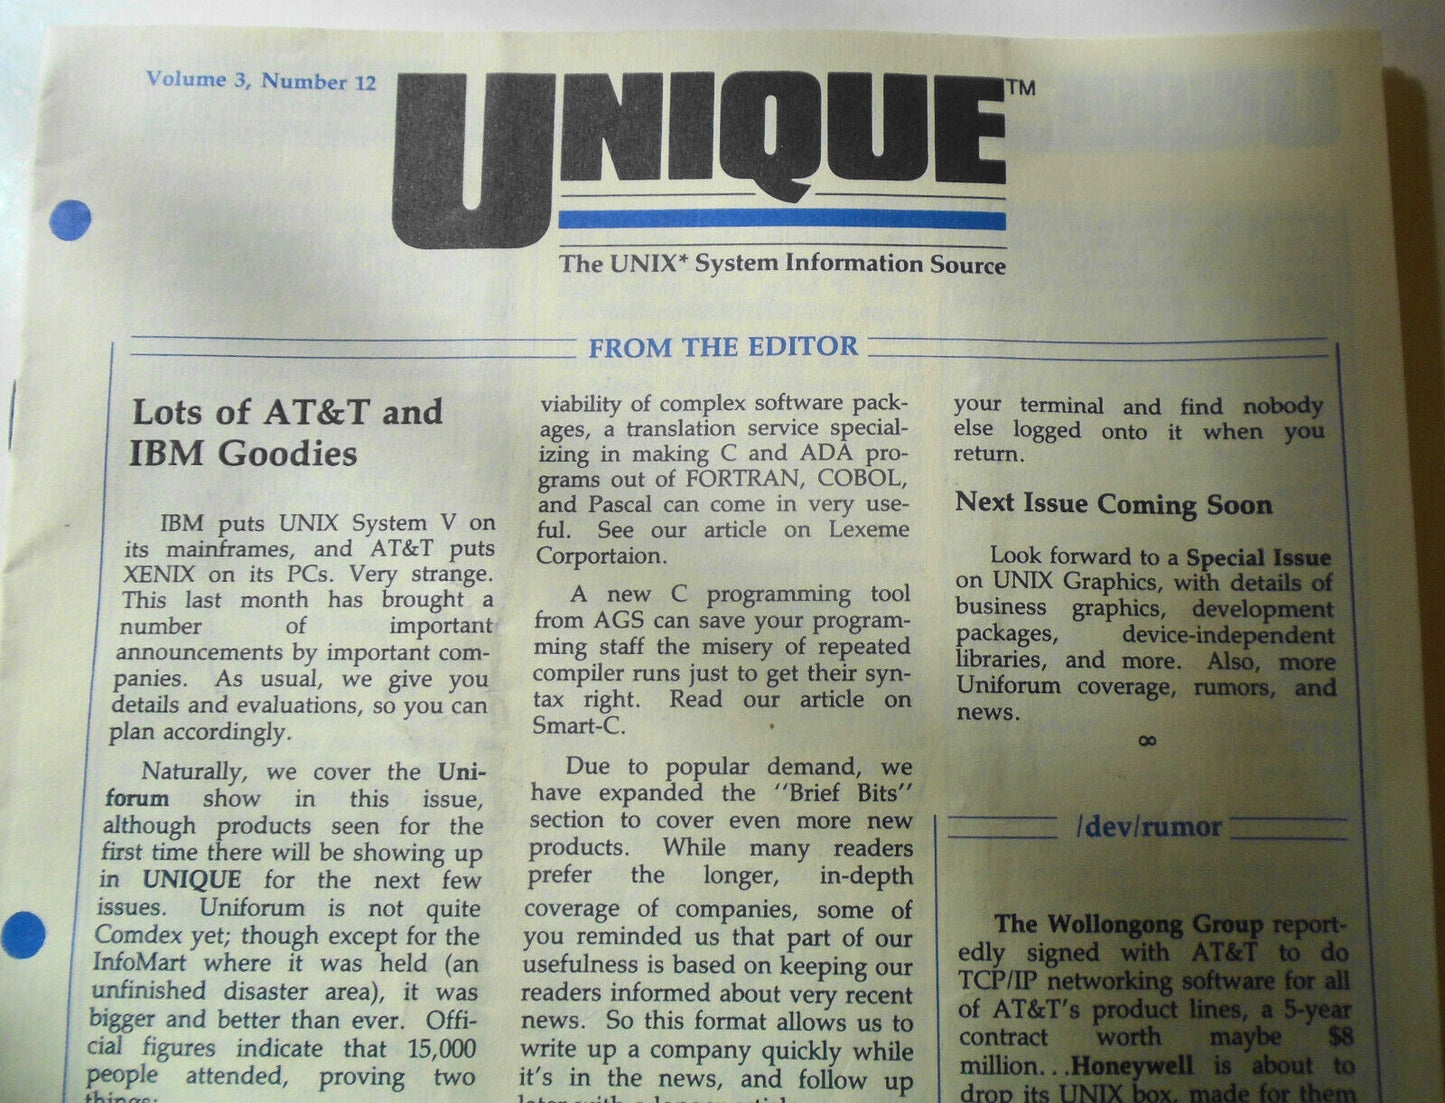 Volume 3, Number 12
UNIQUE™
The UNIX* System Information Source
FROM THE EDITOR
Lots of AT&T and
IBM Goodies
IBM puts UNIX System V on
its mainframes, and AT&T puts
XENIX on its PCs. Very strange.
This last month has brought a
number of important
announcements by important com-
panies. As usual, we give you
details and evaluations, so you can
plan accordingly.
Naturally, we cover the Uni-
forum show in this issue,
although products seen for the
first time there will be showing up
in UNIQUE for the next few
issues. Uniforum is not quite
Comdex yet; though except for the
InfoMart where it was held (an
unfinished disaster area), it was
bigger and better than ever. Offi-
cial figures indicate that 15,000
people attended, proving two
things:
viability of complex software pack-
ages, a translation service special-
izing in making C and ADA pro-
grams out of FORTRAN, COBOL,
and Pascal can come in very use-
ful. See our article on Lexeme
Corportaion.
A new C programming tool
from AGS can save your program-
ming staff the misery of repeated
compiler runs just to get their syn-
tax right. Read our article on
Smart-C.
Due to popular demand, we
have expanded the ''Brief Bits''
section to cover even more new
products. While many readers
prefer the longer, in-depth
coverage of companies, some of
you reminded us that part of our
usefulness is based on keeping our
readers informed about very recent
news. So this format allows us to
write up a company quickly while
it's in the news, and follow up
later with a longer
your terminal and find nobody
else logged onto it when you
return.
Next Issue Coming Soon
Look forward to a Special Issue
on UNIX Graphics, with details of
business graphics, development
packages, device-independent
libraries, and more. Also, more
Uniforum coverage, rumors, and
news.
∞
/dev/rumor
The Wollongong Group report-
edly signed with AT&T to do
TCP/IP networking software for all
of AT&T's product lines, a 5-year
contract worth maybe $8
million. . .Honeywell is about to
drop its UNIX box, made for them